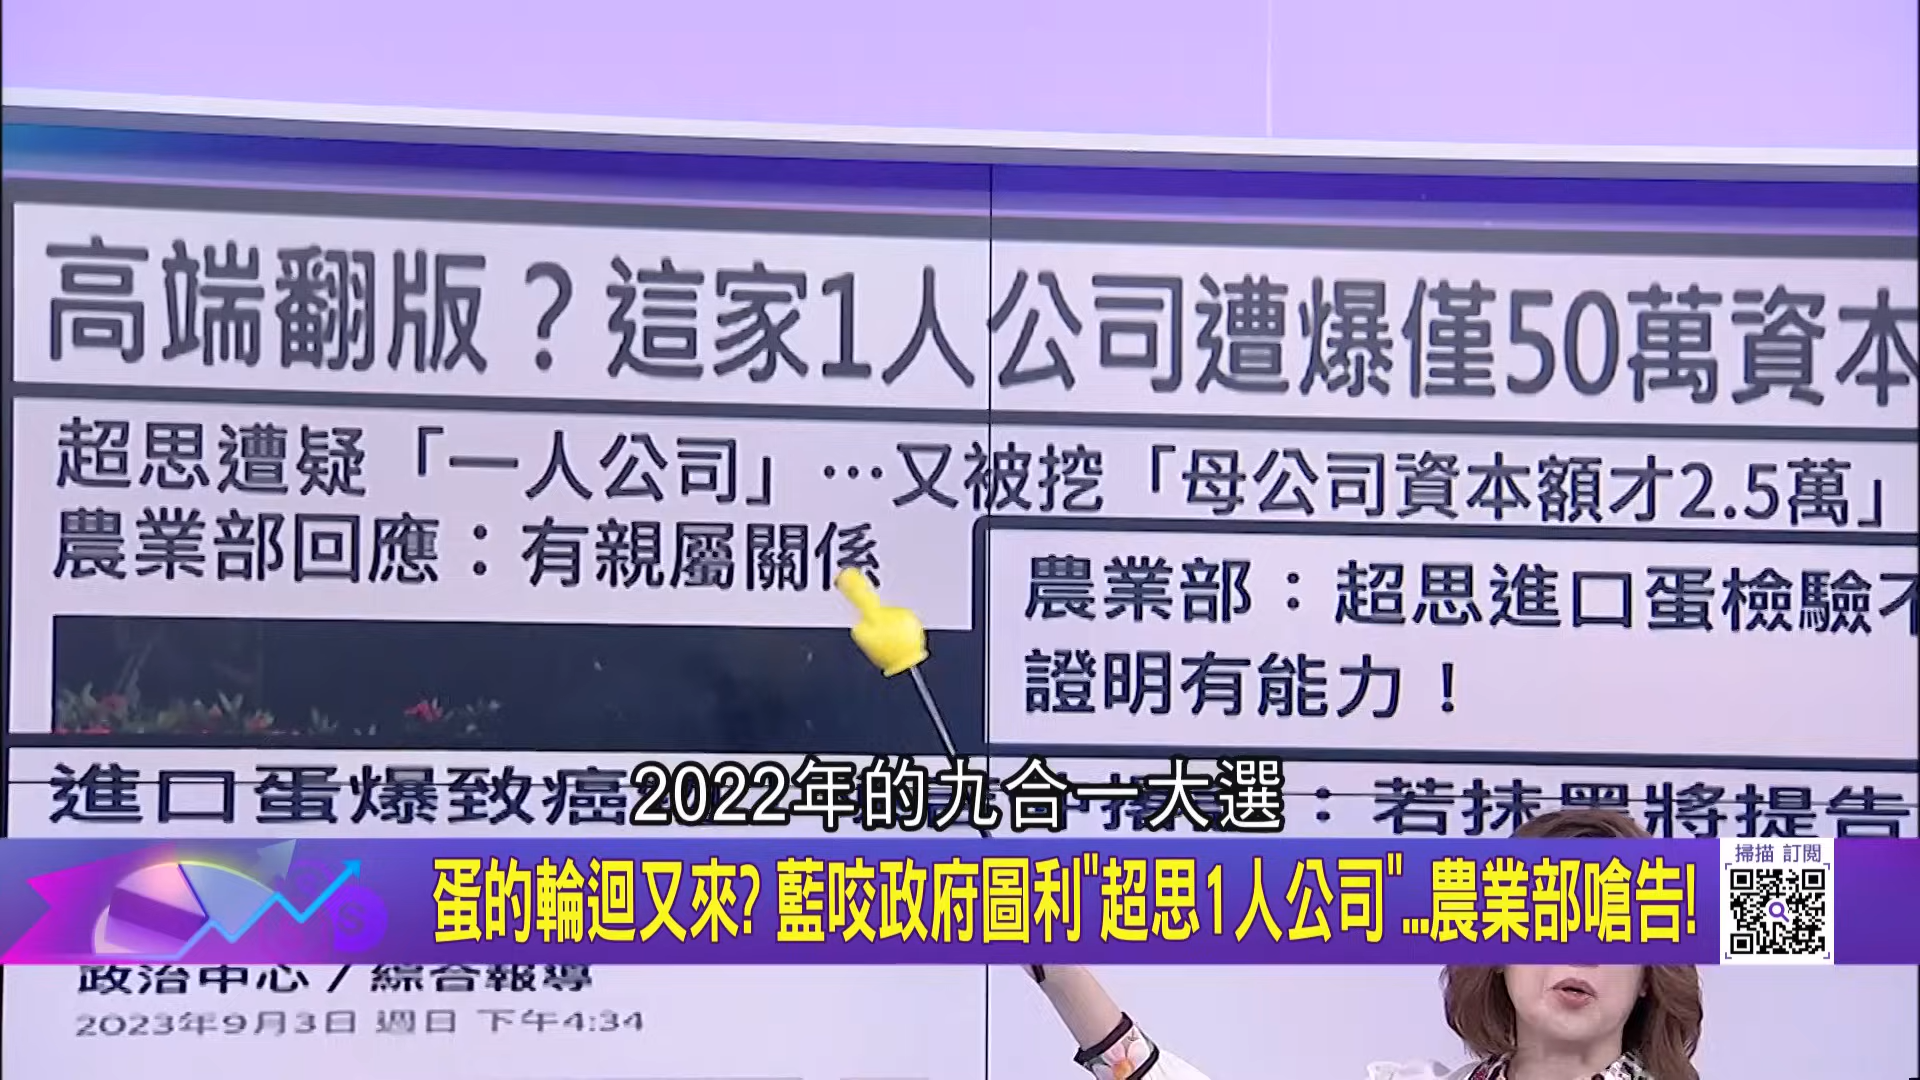 高端翻版？這家1人公司遭爆僅50萬資本
超思遭疑「一人公司」…又被挖「母公司資本額才2.5萬」
農業部回應：有親屬關係
農業部：超思進口蛋檢驗不
證明有能力！
進口蛋爆致癌
：若抹黑將提告
2022年的九合一大選
掃描 訂閱
蛋的輪迴又來? 藍咬政府圖利"超思1人公司"...農業部嗆告!
政治中心／綜合報導
2023年9月3日 週日 下午4:34